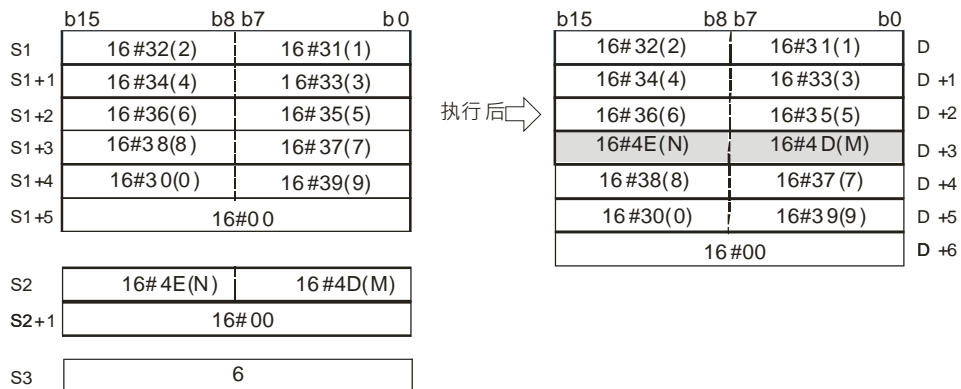 b15 b8 b7 b0
S1 16#32(2) 16#31(1)
S1+1 16#34(4) 16#33(3)
S1+2 16#36(6) 16#35(5)
S1+3 16#38(8) 16#37(7)
S1+4 16#30(0) 16#39(9)
S1+5 16#00
S2 16#4E(N) 16#4D(M)
S2+1 16#00
S3 6
执行后
b15 b8 b7 b0
16#32(2) 16#31(1) D
16#34(4) 16#33(3) D+1
16#36(6) 16#35(5) D+2
16#4E(N) 16#4D(M) D+3
16#38(8) 16#37(7) D+4
16#30(0) 16#39(9) D+5
16#00 D+6